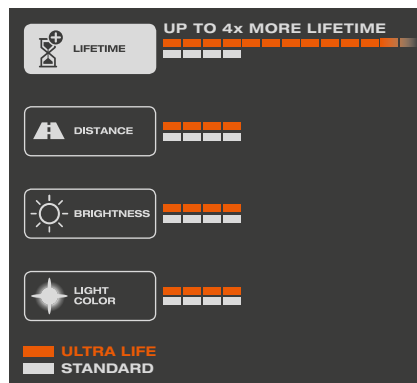 UP TO 4x MORE LIFETIME
LIFETIME
DISTANCE
BRIGHTNESS
LIGHT
COLOR
ULTRA LIFE
STANDARD